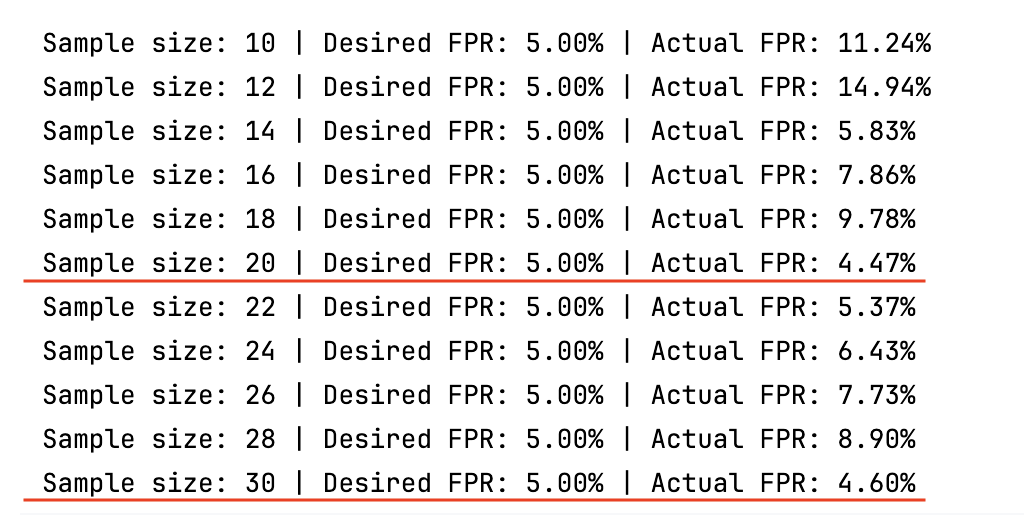 Sample size: 10 | Desired FPR: 5.00% | Actual FPR: 11.24%
Sample size: 12 | Desired FPR: 5.00% | Actual FPR: 14.94%
Sample size: 14 | Desired FPR: 5.00% | Actual FPR: 5.83%
Sample size: 16 | Desired FPR: 5.00% | Actual FPR: 7.86%
Sample size: 18 | Desired FPR: 5.00% | Actual FPR: 9.78%
Sample size: 20 | Desired FPR: 5.00% | Actual FPR: 4.47%
Sample size: 22 | Desired FPR: 5.00% | Actual FPR: 5.37%
Sample size: 24 | Desired FPR: 5.00% | Actual FPR: 6.43%
Sample size: 26 | Desired FPR: 5.00% | Actual FPR: 7.73%
Sample size: 28 | Desired FPR: 5.00% | Actual FPR: 8.90%
Sample size: 30 | Desired FPR: 5.00% | Actual FPR: 4.60%